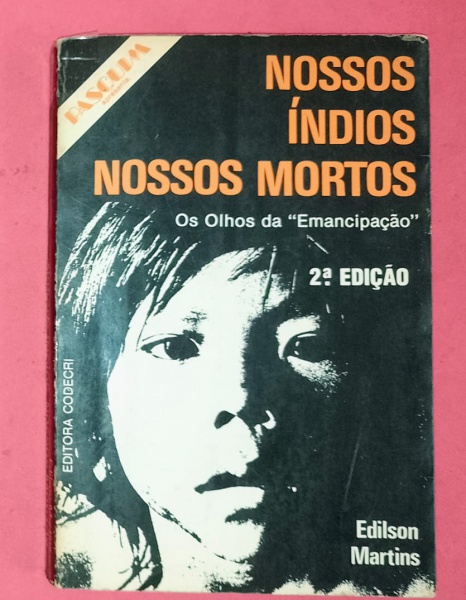 PASQUIM
NOSSOS
ÍNDIOS
NOSSOS MORTOS
Os Olhos da "Emancipação"
2ª EDIÇÃO
EDITORA CODECRI
Edilson
Martins